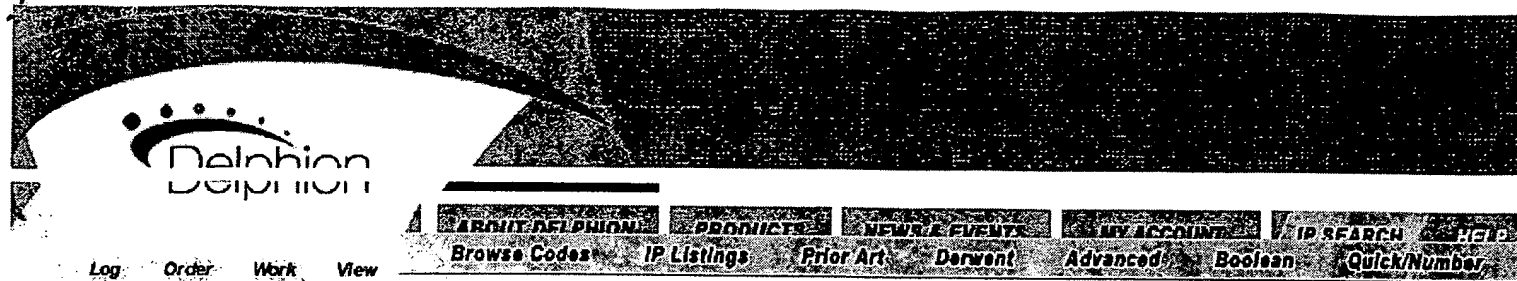 Delphion
ABOUT DELPHION PRODUCTS NEWS & EVENTS MY ACCOUNT IP SEARCH HELP
Browse Codes IP Listings Prior Art Derwent Advanced Boolean Quick/Number
Log Order Work View